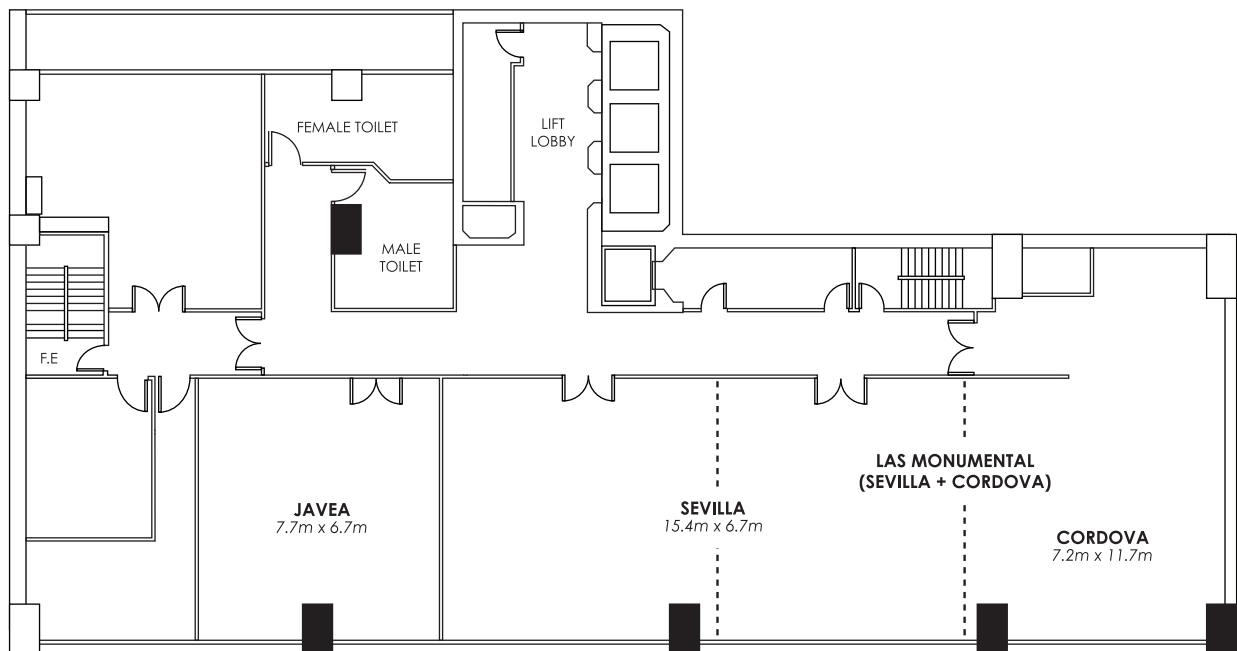 FEMALE TOILET
LIFT
LOBBY
MALE
TOILET
F.E
LAS MONUMENTAL
(SEVILLA + CORDOVA)
JAVEA
7.7m x 6.7m
SEVILLA
15.4m x 6.7m
CORDOVA
7.2m x 11.7m